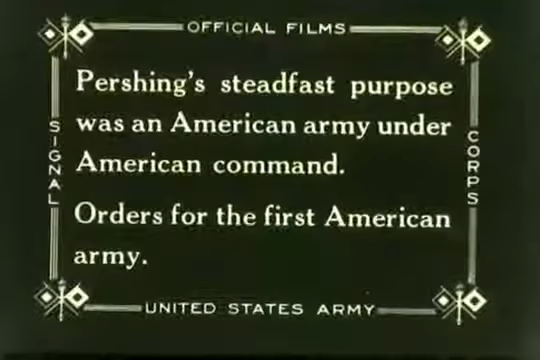 OFFICIAL FILMS
SIGNAL
CORPS
Pershing's steadfast purpose
was an American army under
American command.
Orders for the first American
army.
UNITED STATES ARMY